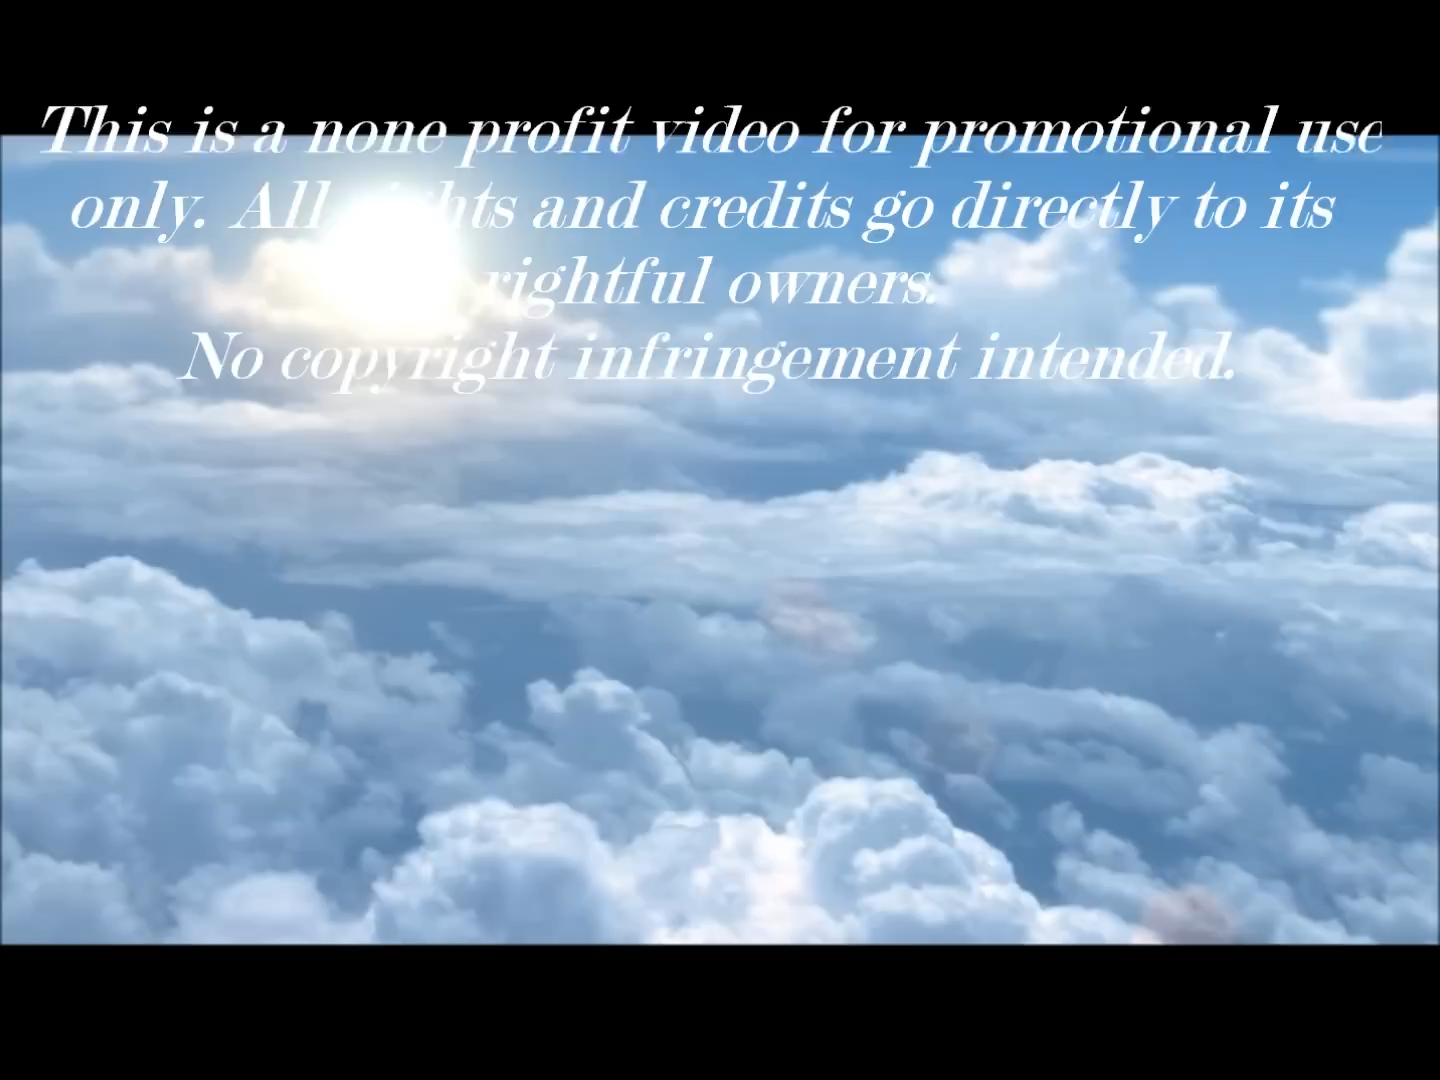 This is a none profit video for promotional use
only. All rights and credits go directly to its
rightful owners.
No copyright infringement intended.